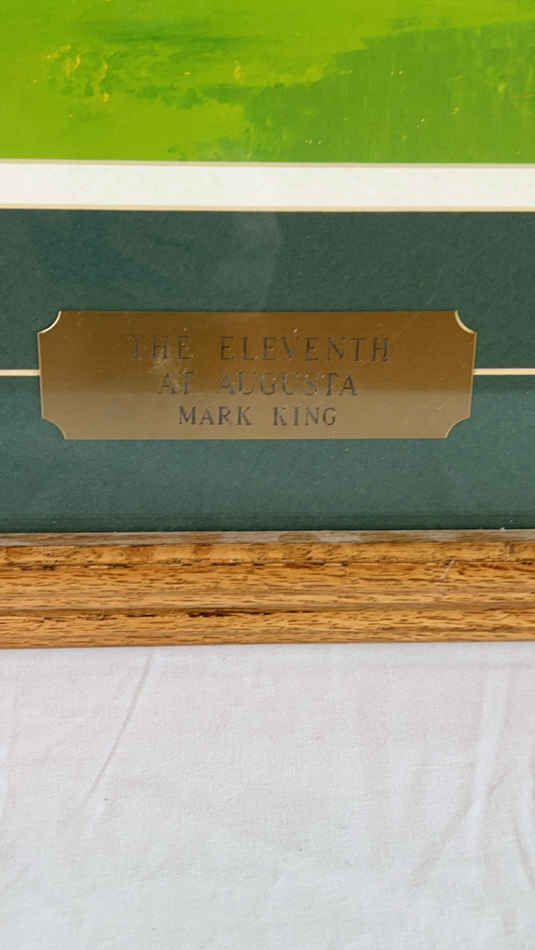 THE ELEVENTH
AT AUGUSTA
MARK KING